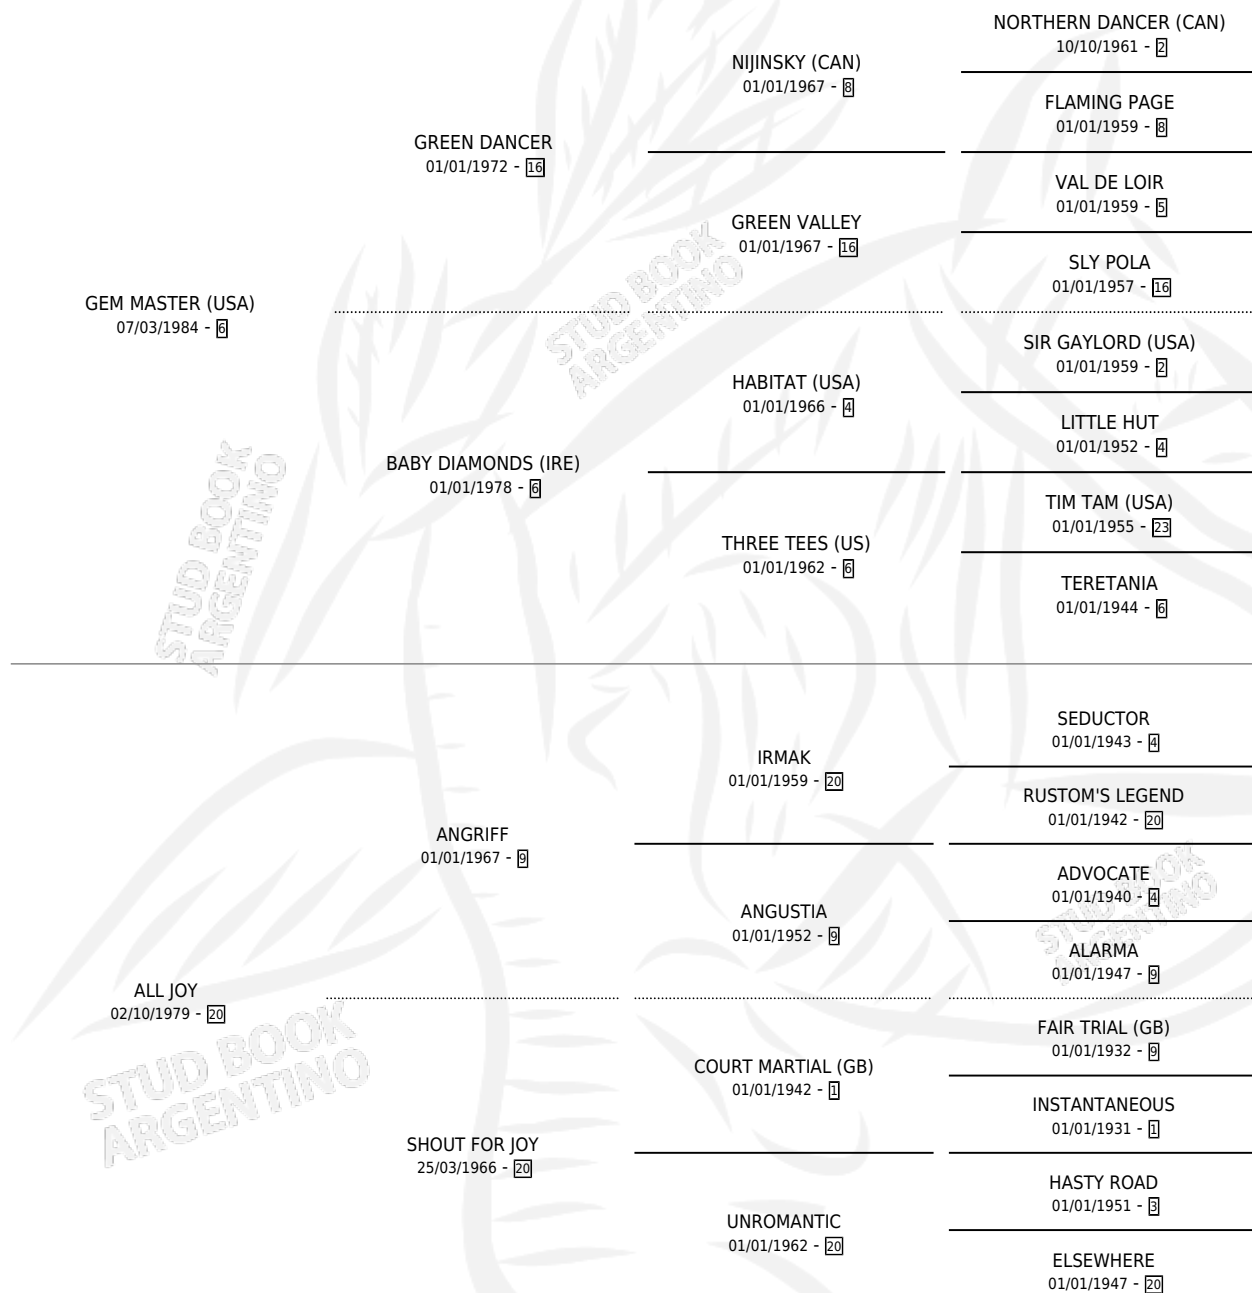 NORTHERN DANCER (CAN)
10/10/1961 - 2
NIJINSKY (CAN)
01/01/1967 - 8
FLAMING PAGE
01/01/1959 - 8
GREEN DANCER
01/01/1972 - 16
VAL DE LOIR
01/01/1959 - 5
GREEN VALLEY
01/01/1967 - 16
SLY POLA
01/01/1957 - 16
GEM MASTER (USA)
07/03/1984 - 6
SIR GAYLORD (USA)
01/01/1959 - 2
HABITAT (USA)
01/01/1966 - 4
LITTLE HUT
01/01/1952 - 4
BABY DIAMONDS (IRE)
01/01/1978 - 6
TIM TAM (USA)
01/01/1955 - 23
THREE TEES (US)
01/01/1962 - 6
TERETANIA
01/01/1944 - 6
SEDUCTOR
01/01/1943 - 4
IRMAK
01/01/1959 - 20
RUSTOM'S LEGEND
01/01/1942 - 20
ANGRIFF
01/01/1967 - 9
ADVOCATE
01/01/1940 - 4
ANGUSTIA
01/01/1952 - 9
ALARMA
01/01/1947 - 9
ALL JOY
02/10/1979 - 20
FAIR TRIAL (GB)
01/01/1932 - 9
COURT MARTIAL (GB)
01/01/1942 - 1
INSTANTANEOUS
01/01/1931 - 1
SHOUT FOR JOY
25/03/1966 - 20
HASTY ROAD
01/01/1951 - 3
UNROMANTIC
01/01/1962 - 20
ELSEWHERE
01/01/1947 - 20
STUD BOOK
ARGENTINO
STUD BOOK
ARGENTINO
STUD BOOK
ARGENTINO
STUD BOOK
ARGENTINO